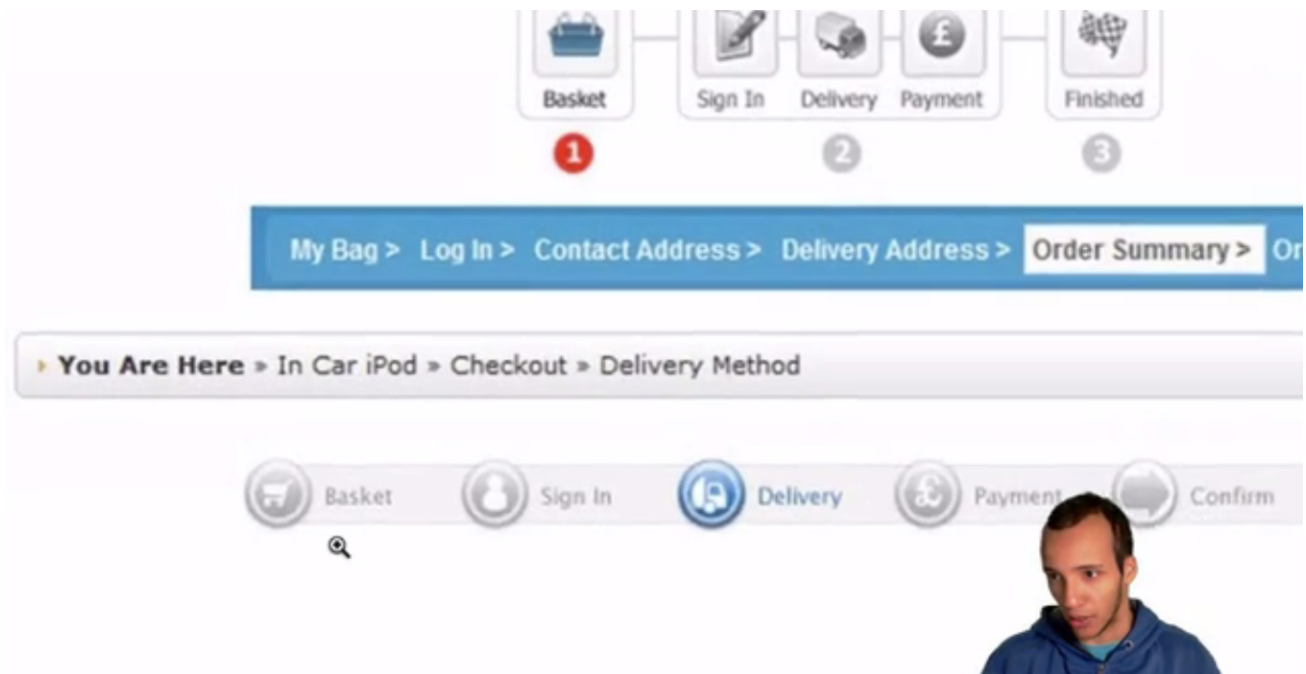 Basket Sign In Delivery Payment Finished
1 2 3
My Bag > Log In > Contact Address > Delivery Address > Order Summary > Or
You Are Here » In Car iPod » Checkout » Delivery Method
Basket Sign In Delivery Payment Confirm